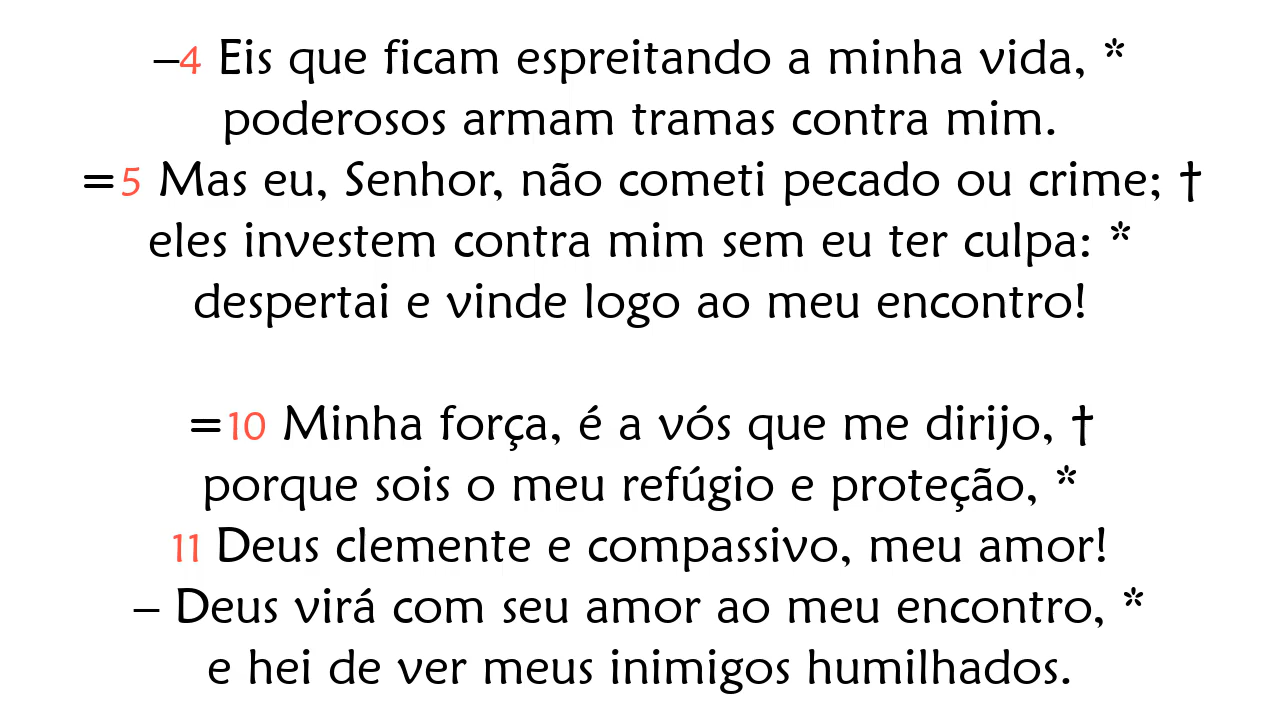 –4 Eis que ficam espreitando a minha vida, *
poderosos armam tramas contra mim.
=5 Mas eu, Senhor, não cometi pecado ou crime; †
eles investem contra mim sem eu ter culpa: *
despertai e vinde logo ao meu encontro!
=10 Minha força, é a vós que me dirijo, †
porque sois o meu refúgio e proteção, *
11 Deus clemente e compassivo, meu amor!
– Deus virá com seu amor ao meu encontro, *
e hei de ver meus inimigos humilhados.